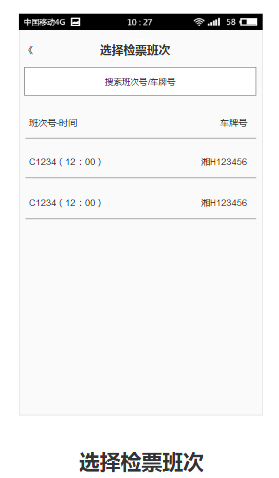 中国移动4G 10：27 58
《 选择检票班次
搜索班次号/车牌号
班次号-时间 车牌号
C1234（12：00） 湘H123456
C1234（12：00） 湘H123456
选择检票班次